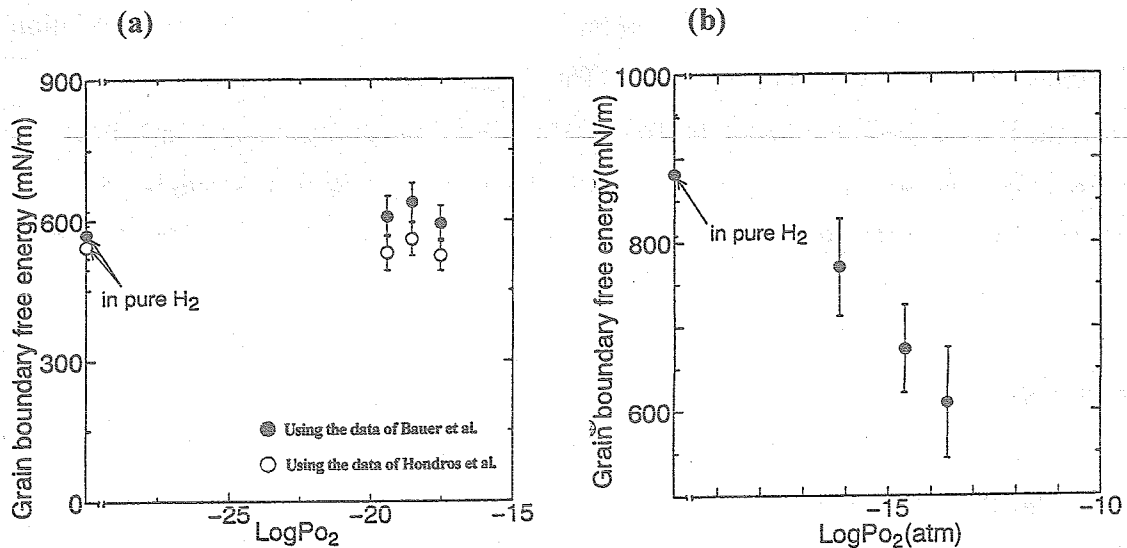 (a)
Grain boundary free energy (mN/m)
900
600
300
0
in pure H₂
Using the data of Bauer et al.
Using the data of Hondros et al.
−25
−20
−15
LogPo₂
(b)
Grain boundary free energy(mN/m)
1000
800
600
in pure H₂
−15
−10
LogPo₂(atm)